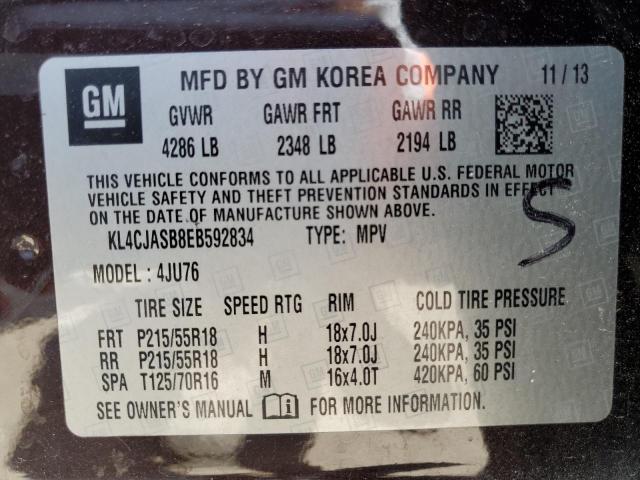 GM MFD BY GM KOREA COMPANY 11/13
GVWR GAWR FRT GAWR RR
4286 LB 2348 LB 2194 LB
THIS VEHICLE CONFORMS TO ALL APPLICABLE U.S. FEDERAL MOTOR
VEHICLE SAFETY AND THEFT PREVENTION STANDARDS IN EFFECT
ON THE DATE OF MANUFACTURE SHOWN ABOVE.
5
KL4CJASB8EB592834 TYPE: MPV
MODEL: 4JU76
TIRE SIZE SPEED RTG RIM COLD TIRE PRESSURE
FRT P215/55R18 H 18x7.0J 240KPA, 35 PSI
RR P215/55R18 H 18x7.0J 240KPA, 35 PSI
SPA T125/70R16 M 16x4.0T 420KPA, 60 PSI
SEE OWNER'S MANUAL i FOR MORE INFORMATION.